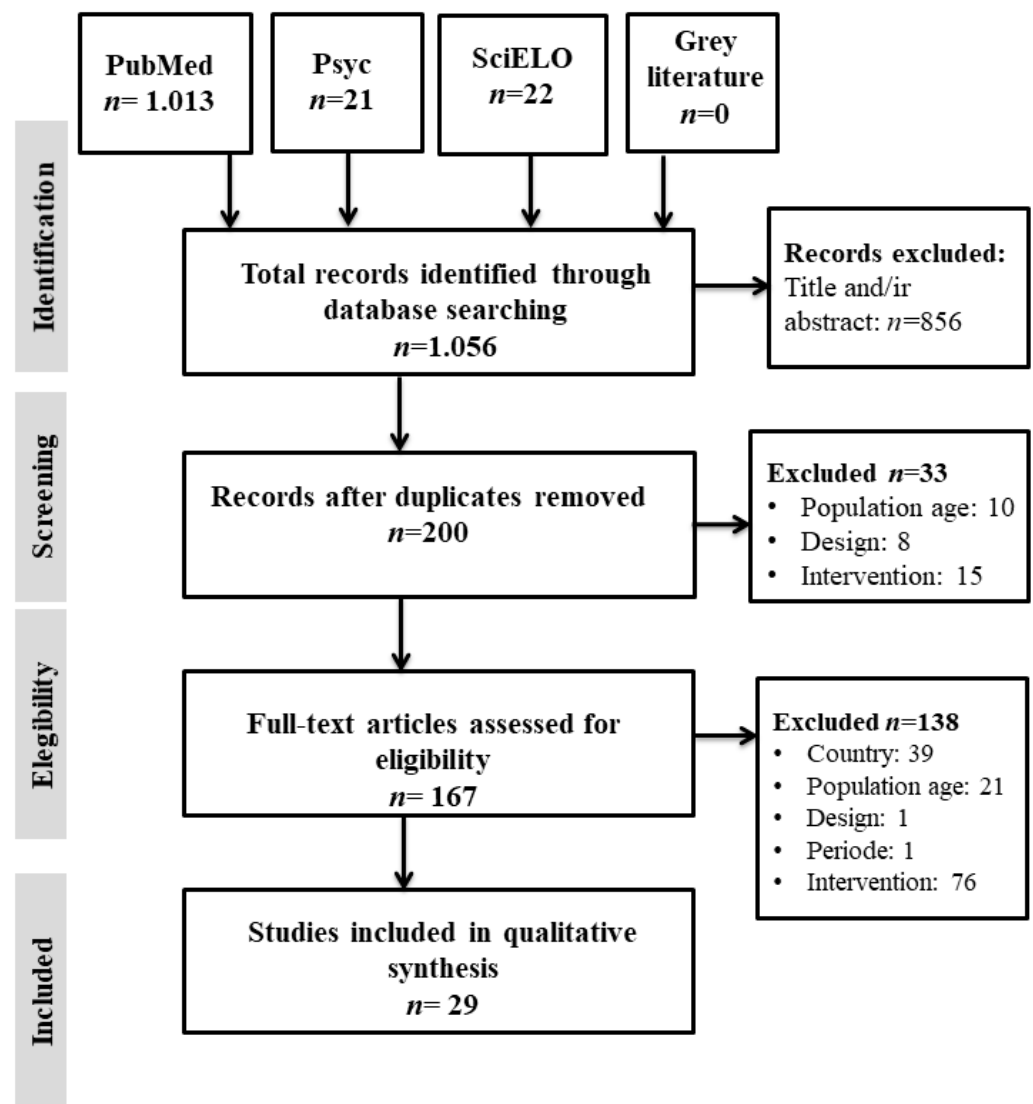 PubMed
n= 1.013
Psyc
n=21
SciELO
n=22
Grey
literature
n=0
Identification
Total records identified through
database searching
n=1.056
Records excluded:
Title and/ir
abstract: n=856
Screening
Records after duplicates removed
n=200
Excluded n=33
• Population age: 10
• Design: 8
• Intervention: 15
Elegibility
Full-text articles assessed for
eligibility
n= 167
Excluded n=138
• Country: 39
• Population age: 21
• Design: 1
• Periode: 1
• Intervention: 76
Included
Studies included in qualitative
synthesis
n= 29